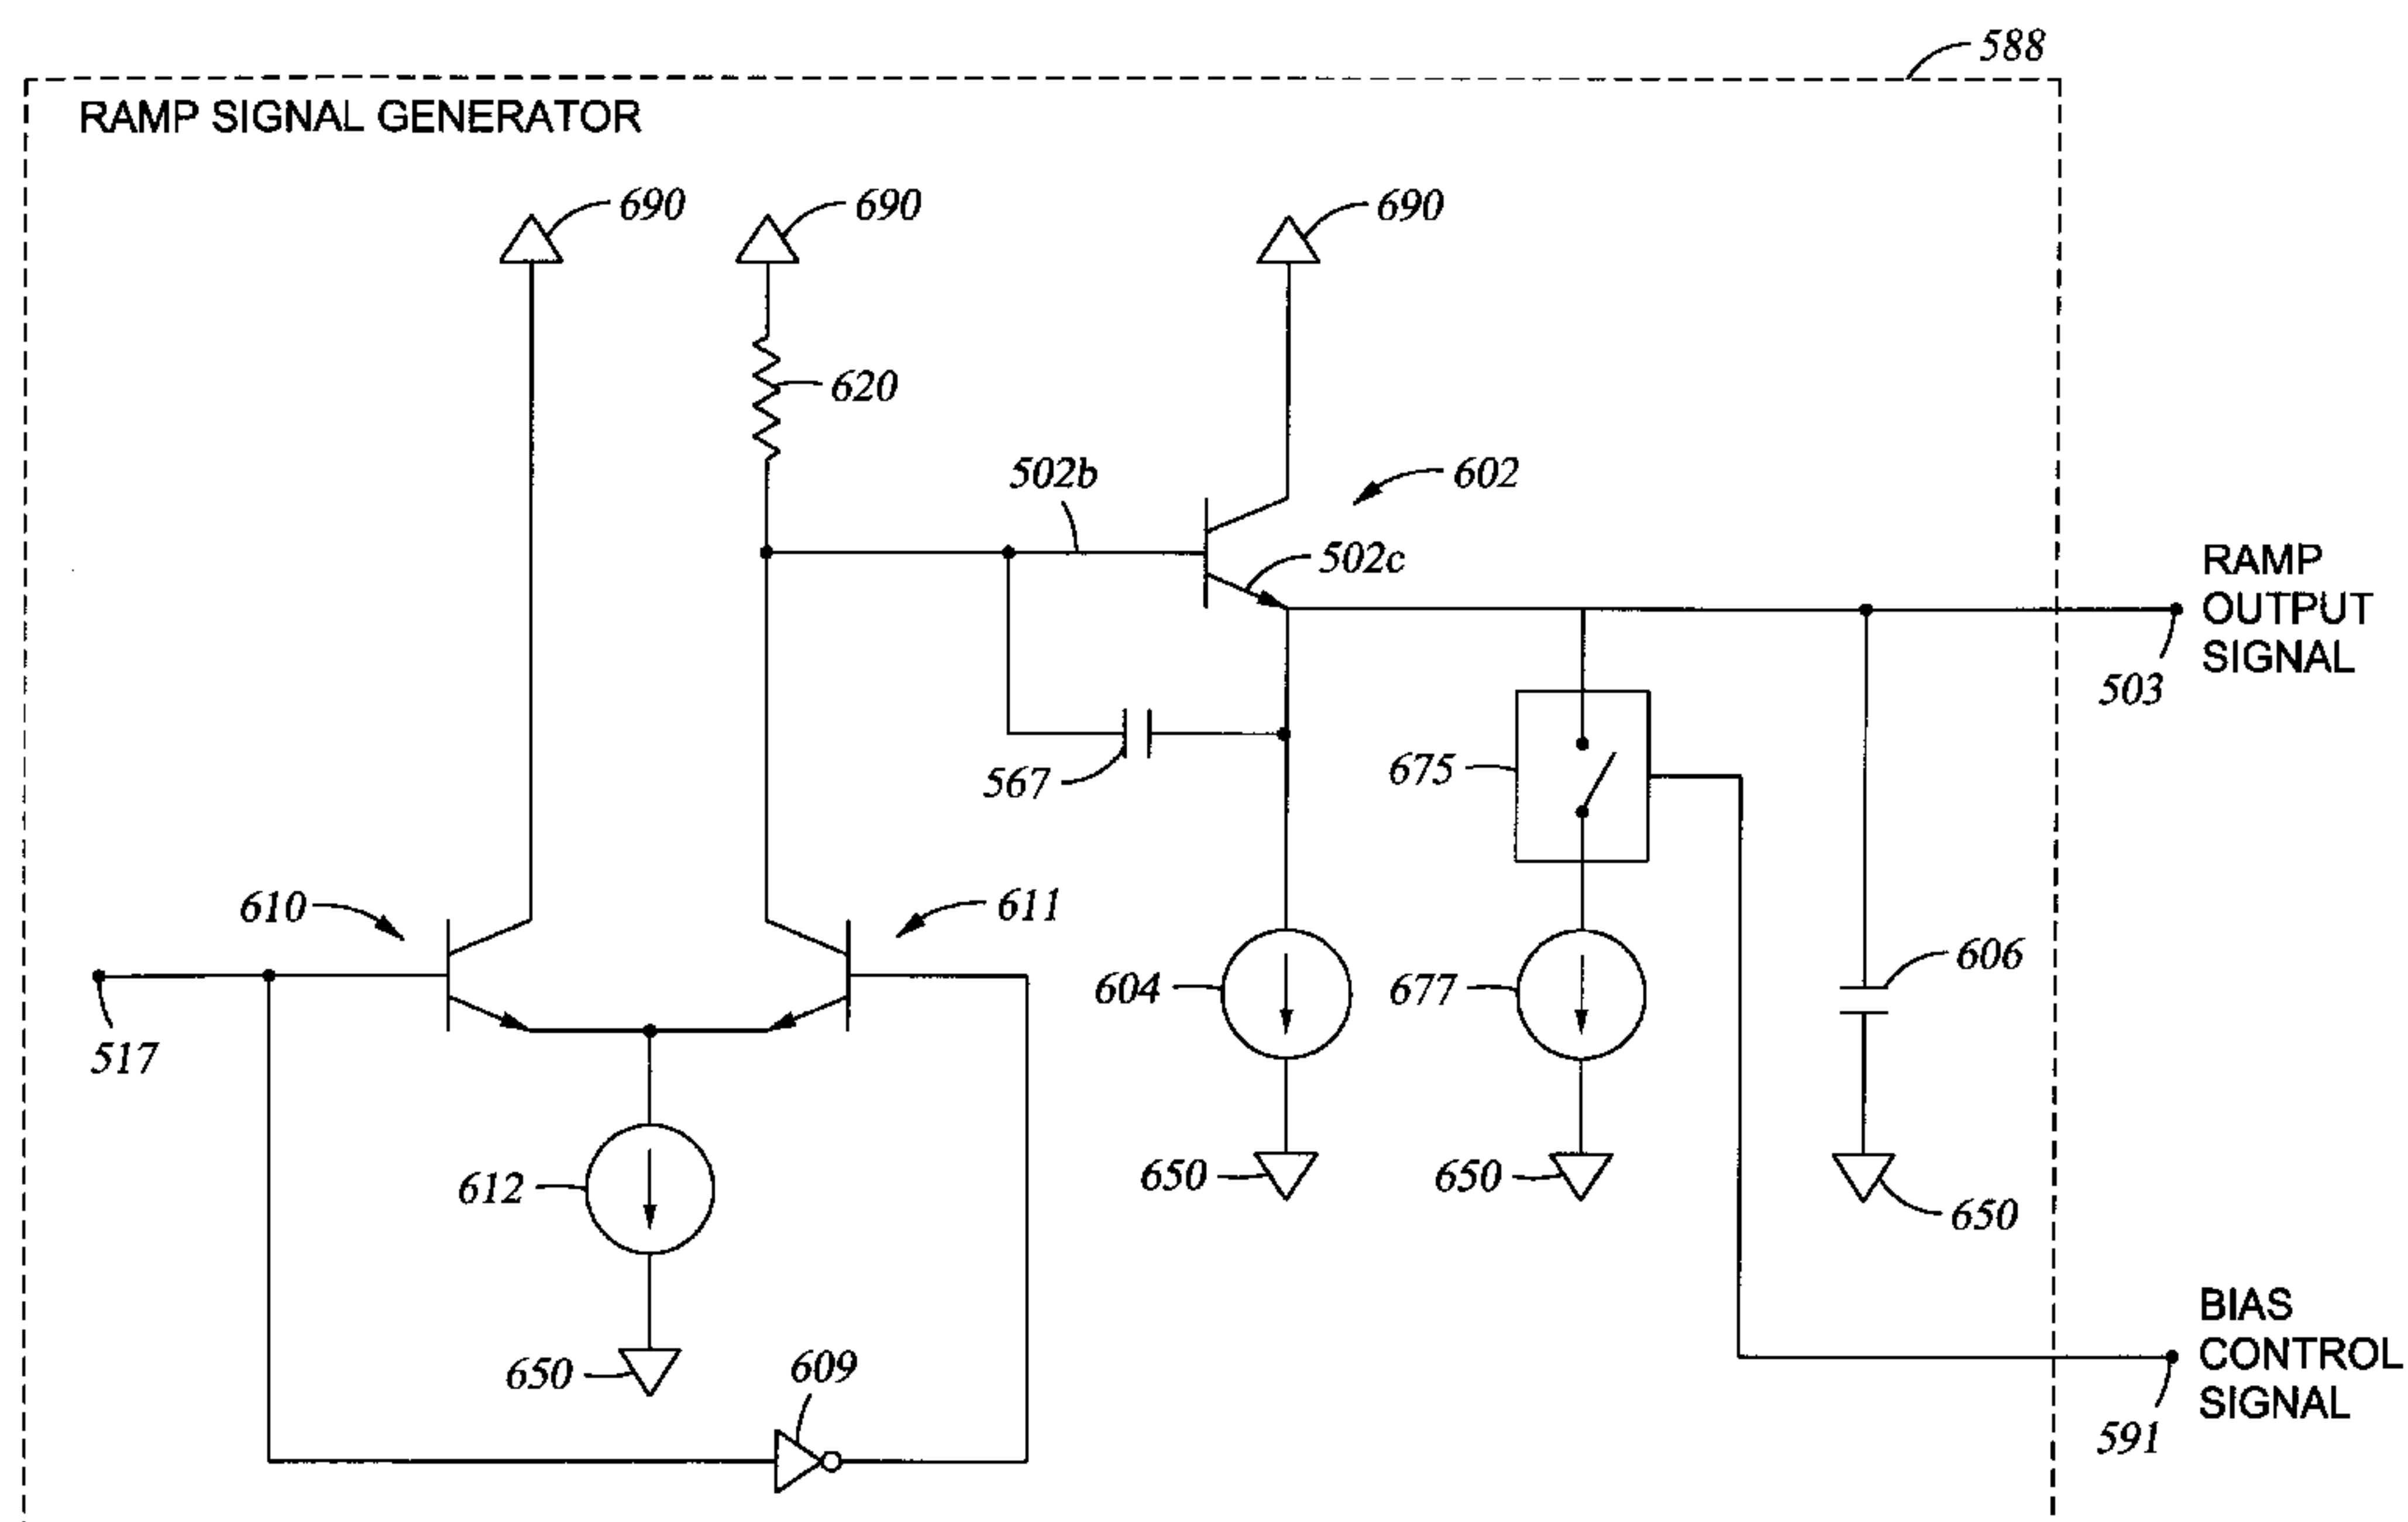 588
RAMP SIGNAL GENERATOR
690
690
690
620
502b
602
502c
RAMP
OUTPUT
SIGNAL
503
567
675
610
611
604
677
606
517
612
650
650
650
650
609
BIAS
CONTROL
SIGNAL
591